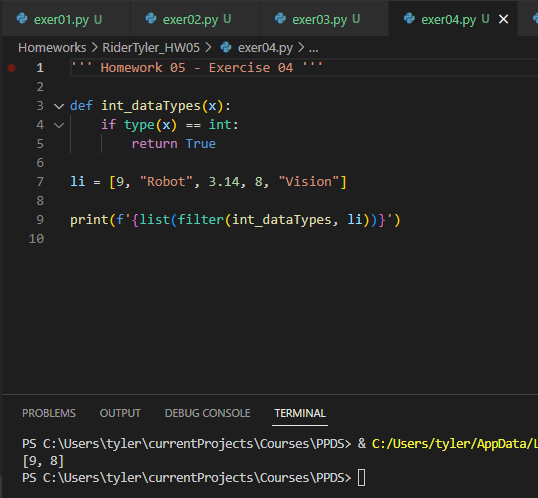 exer01.py U exer02.py U exer03.py U exer04.py U
Homeworks > RiderTyler_HW05 > exer04.py > ...
1 ''' Homework 05 - Exercise 04 '''
2
3 def int_dataTypes(x):
4 if type(x) == int:
5 return True
6
7 li = [9, "Robot", 3.14, 8, "Vision"]
8
9 print(f'{list(filter(int_dataTypes, li))}')
10
PROBLEMS OUTPUT DEBUG CONSOLE TERMINAL
PS C:\Users\tyler\currentProjects\Courses\PPDS> & C:/Users/tyler/AppData/L
[9, 8]
PS C:\Users\tyler\currentProjects\Courses\PPDS>